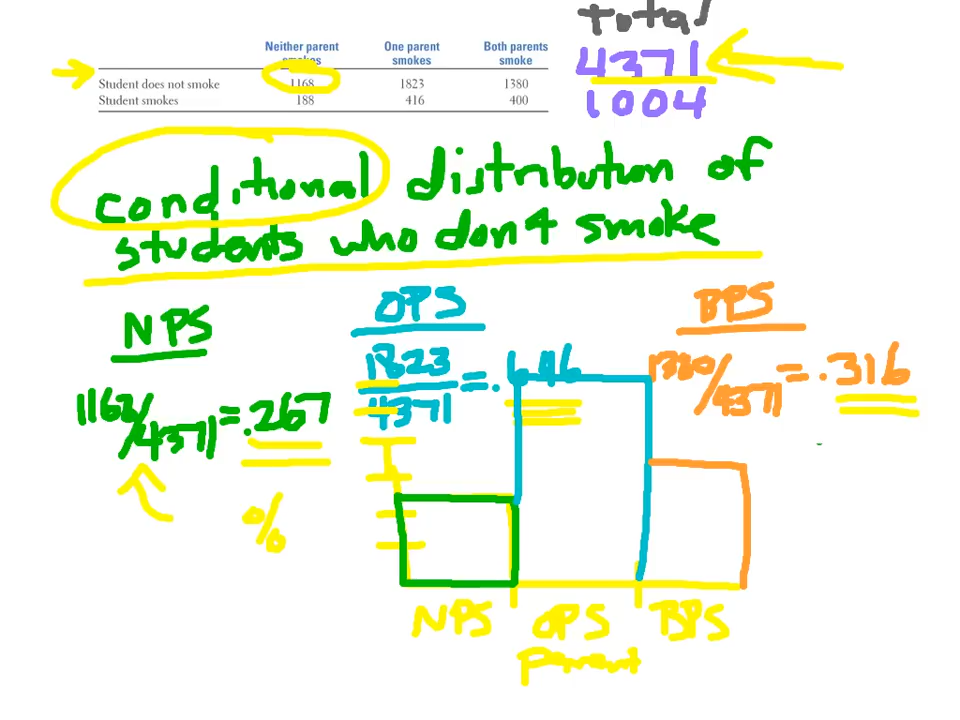 total
Neither parent smokes One parent smokes Both parents smoke
4371
Student does not smoke 1168 1823 1380
Student smokes 188 416 400
1004
conditional distribution of
students who don4 smoke
NPS OPS BPS
1168/4371 = .267
1823/4371 = .646
1380/4371 = .316
%
NPS OPS BPS
parent